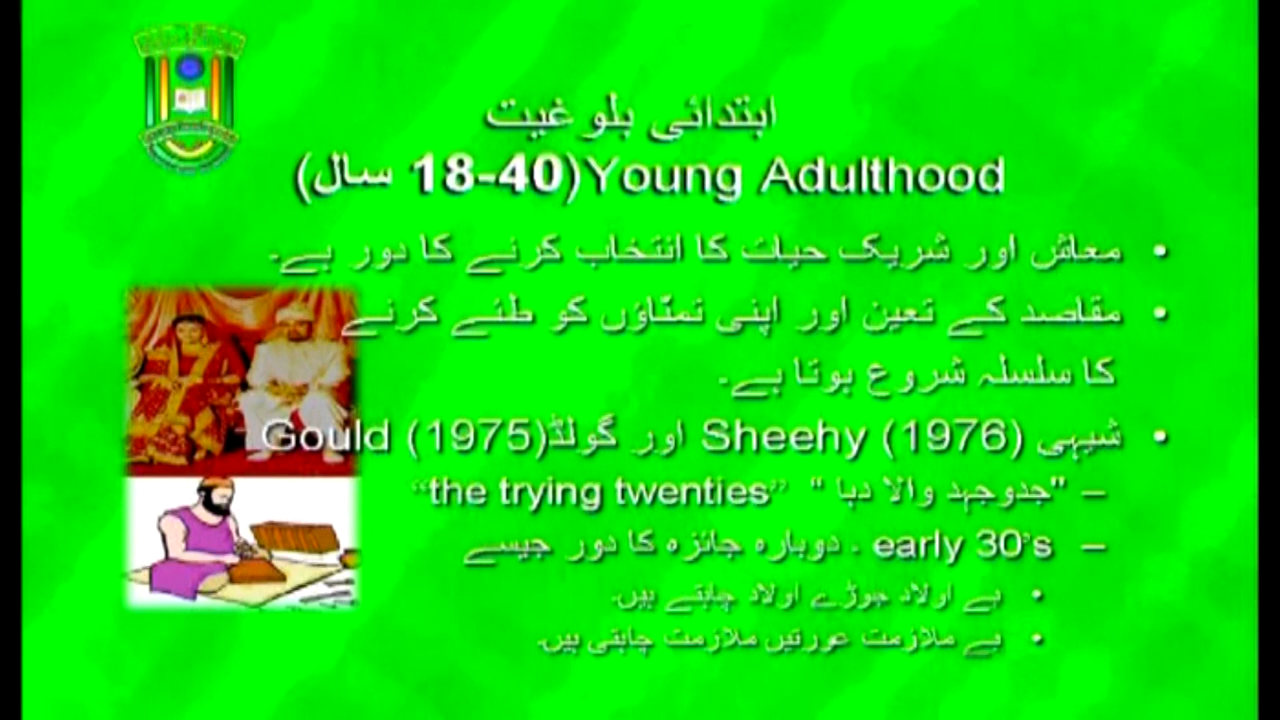 ابتدائی بلوغیت
Young Adulthood (18-40 سال)
• معاش اور شریک حیات کا انتخاب کرنے کا دور ہے۔
• مقاصد کے تعین اور اپنی تمنّاؤں کو طئے کرنے
کا سلسلہ شروع ہوتا ہے۔
• شیہی Sheehy (1976) اور گولڈ Gould (1975)
– "جدوجہد والا دہا" “the trying twenties”
– early 30’s ۔ دوبارہ جائزہ کا دور جیسے
• بے اولاد جوڑے اولاد چاہتے ہیں۔
• بے ملازمت عورتیں ملازمت چاہتی ہیں۔